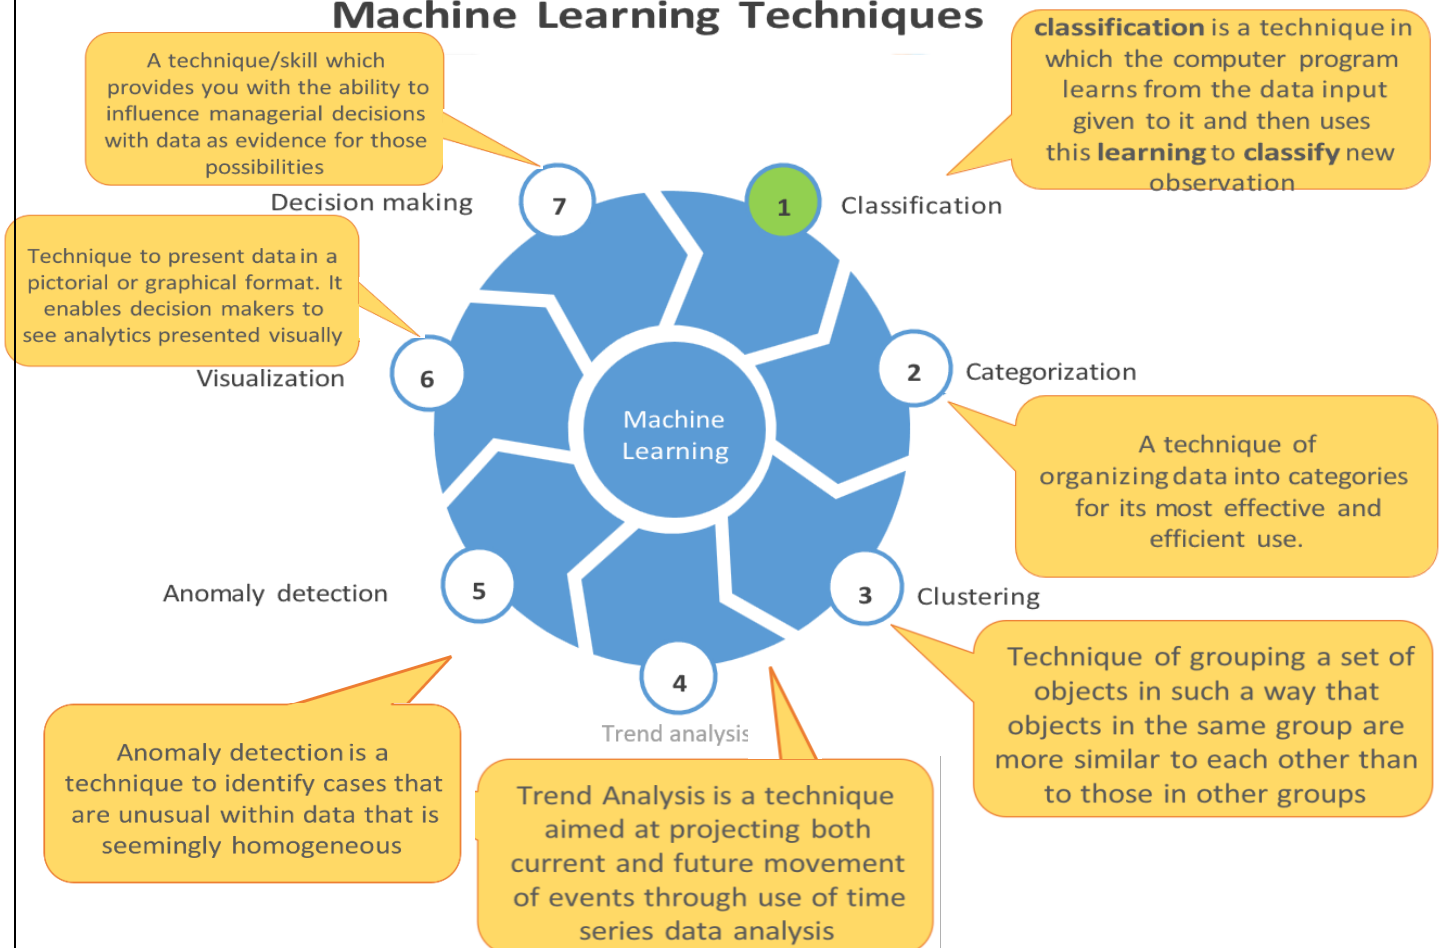 Machine Learning Techniques
A technique/skill which
provides you with the ability to
influence managerial decisions
with data as evidence for those
possibilities
classification is a technique in
which the computer program
learns from the data input
given to it and then uses
this learning to classify new
observation
Decision making
7
1
Classification
Technique to present data in a
pictorial or graphical format. It
enables decision makers to
see analytics presented visually
Visualization
6
2
Categorization
Machine
Learning
A technique of
organizing data into categories
for its most effective and
efficient use.
Anomaly detection
5
3
Clustering
Technique of grouping a set of
objects in such a way that
objects in the same group are
more similar to each other than
to those in other groups
4
Trend analysis
Anomaly detection is a
technique to identify cases that
are unusual within data that is
seemingly homogeneous
Trend Analysis is a technique
aimed at projecting both
current and future movement
of events through use of time
series data analysis